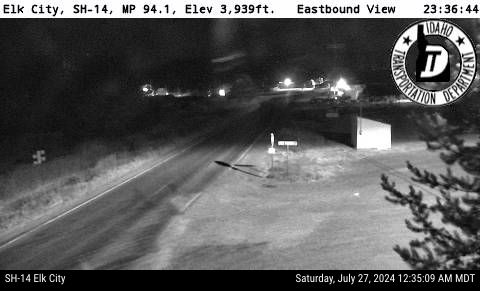 Elk City, SH-14, MP 94.1, Elev 3,939ft. Eastbound View 23:36:44
IDAHO
TRANSPORTATION DEPARTMENT
SH-14 Elk City Saturday, July 27, 2024 12:35:09 AM MDT